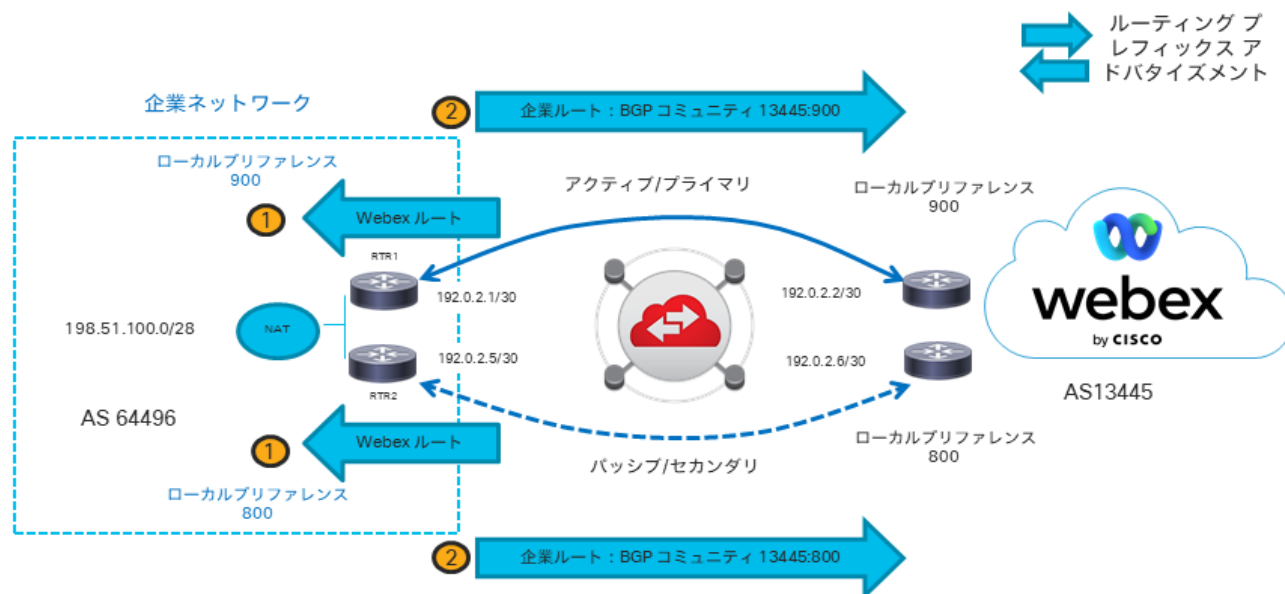 ルーティング プ
レフィックス ア
ドバタイズメント
企業ネットワーク
2
企業ルート：BGP コミュニティ 13445:900
ローカルプリファレンス
900
1
Webex ルート
アクティブ/プライマリ
ローカルプリファレンス
900
RTR1
192.0.2.1/30
192.0.2.2/30
webex
by CISCO
198.51.100.0/28
NAT
192.0.2.5/30
192.0.2.6/30
RTR2
AS13445
AS 64496
1
Webex ルート
パッシブ/セカンダリ
ローカルプリファレンス
800
ローカルプリファレンス
800
2
企業ルート：BGP コミュニティ 13445:800